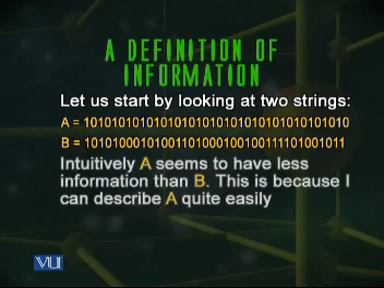 A DEFINITION OF
INFORMATION
Let us start by looking at two strings:
A = 10101010101010101010101010101010101010
B = 10101000101001101000100100111101001011
Intuitively A seems to have less
information than B. This is because I
can describe A quite easily
VU